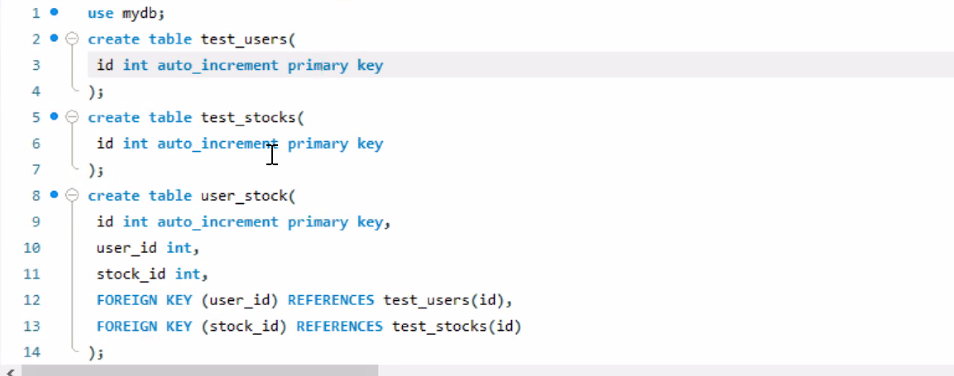 1 use mydb;
2 create table test_users(
3 id int auto_increment primary key
4 );
5 create table test_stocks(
6 id int auto_increment primary key
7 );
8 create table user_stock(
9 id int auto_increment primary key,
10 user_id int,
11 stock_id int,
12 FOREIGN KEY (user_id) REFERENCES test_users(id),
13 FOREIGN KEY (stock_id) REFERENCES test_stocks(id)
14 );